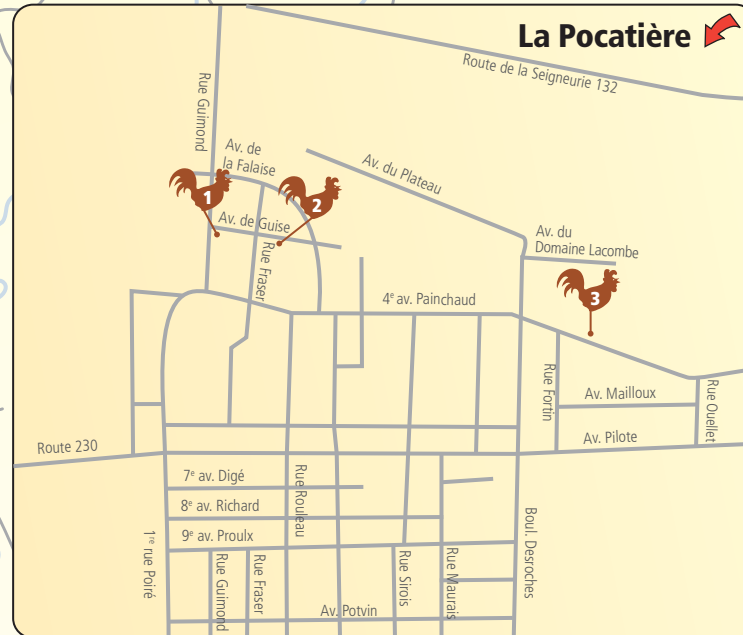 La Pocatière
Route de la Seigneurie 132
Rue Guimond
Av. de
la Falaise
Av. du Plateau
1
2
Av. de Guise
Av. du
Domaine Lacombe
Rue Fraser
3
4e av. Painchaud
Rue Fortin
Av. Mailloux
Rue Ouellet
Av. Pilote
Route 230
7e av. Digé
Rue Rouleau
8e av. Richard
9e av. Proulx
1re rue Poiré
Rue Guimond
Rue Fraser
Rue Sirois
Rue Maurais
Boul. Desroches
Av. Potvin